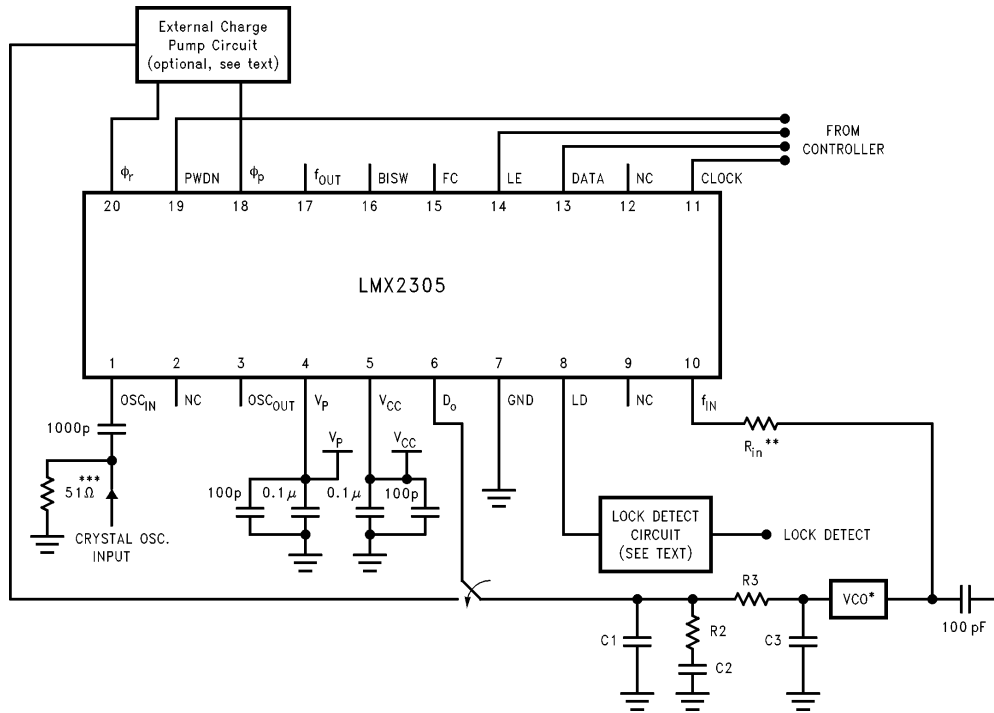 External Charge
Pump Circuit
(optional, see text)
FROM
CONTROLLER
ϕr PWDN ϕp fOUT BISW FC LE DATA NC CLOCK
20 19 18 17 16 15 14 13 12 11
LMX2305
1 2 3 4 5 6 7 8 9 10
OSCIN NC OSCOUT VP VCC Do GND LD NC fIN
1000p
VP VCC
Rin**
51Ω***
100p 0.1μ 0.1μ 100p
CRYSTAL OSC.
INPUT
LOCK DETECT
CIRCUIT
(SEE TEXT)
LOCK DETECT
R3
VCO*
100 pF
C1 R2 C3
C2